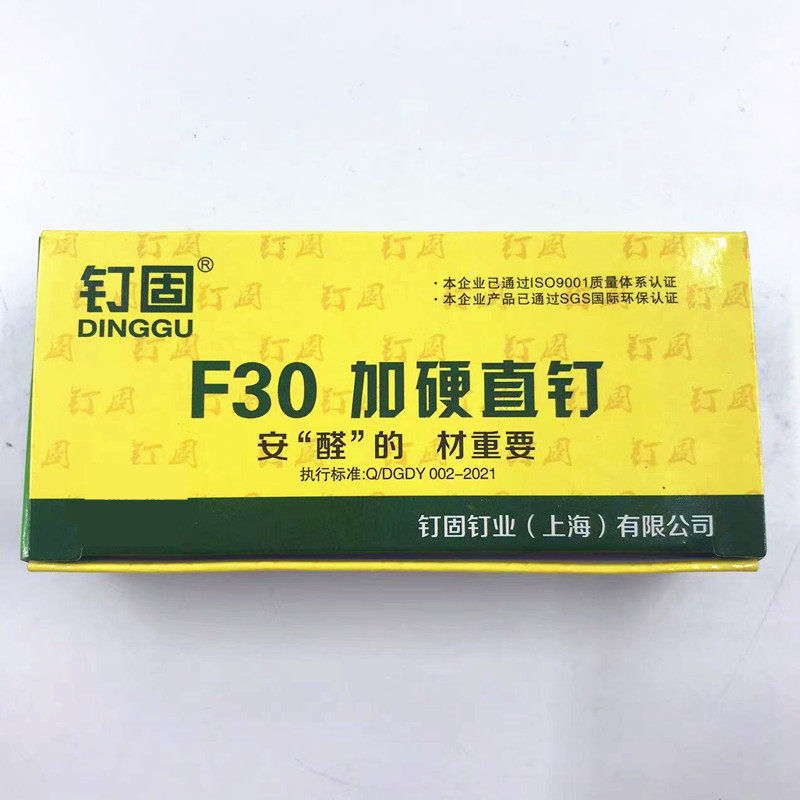 钉固®
DINGGU
·本企业已通过ISO9001质量体系认证
·本企业产品已通过SGS国际环保认证
F30 加硬直钉
安“醛”的 材重要
执行标准:Q/DGDY 002-2021
钉固钉业（上海）有限公司